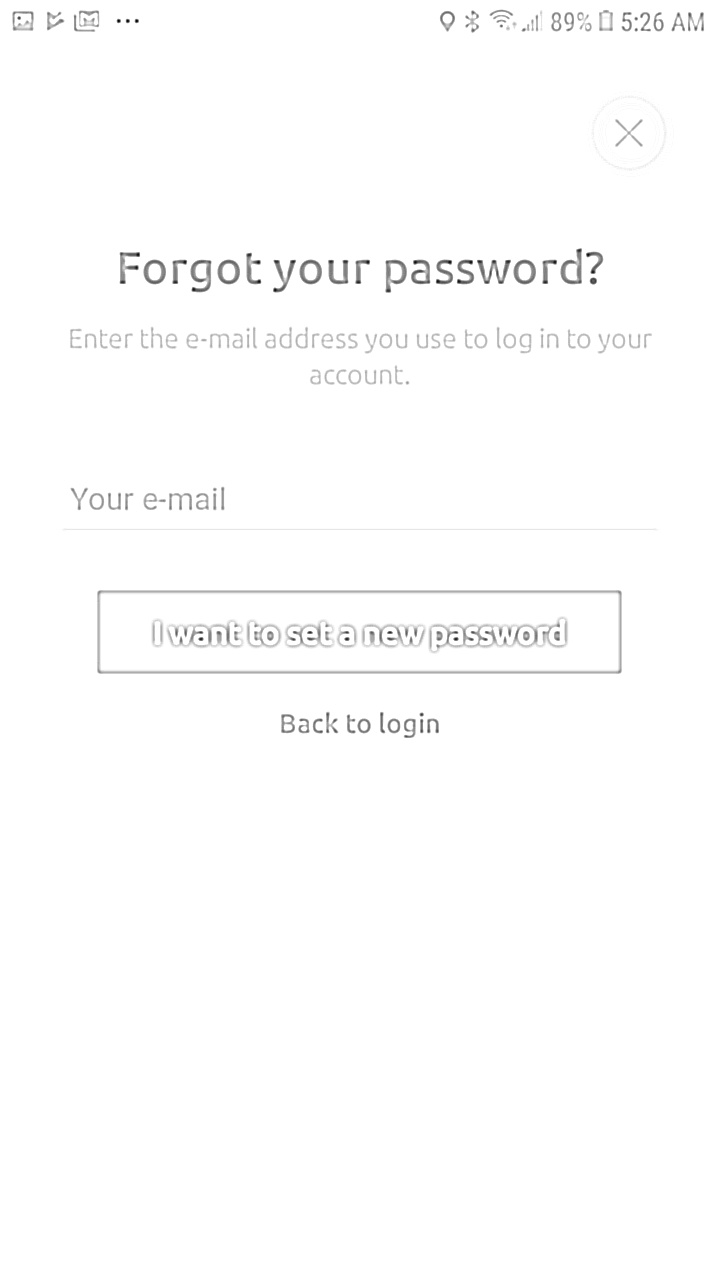 89% 5:26 AM
Forgot your password?
Enter the e-mail address you use to log in to your
account.
Your e-mail
I want to set a new password
Back to login